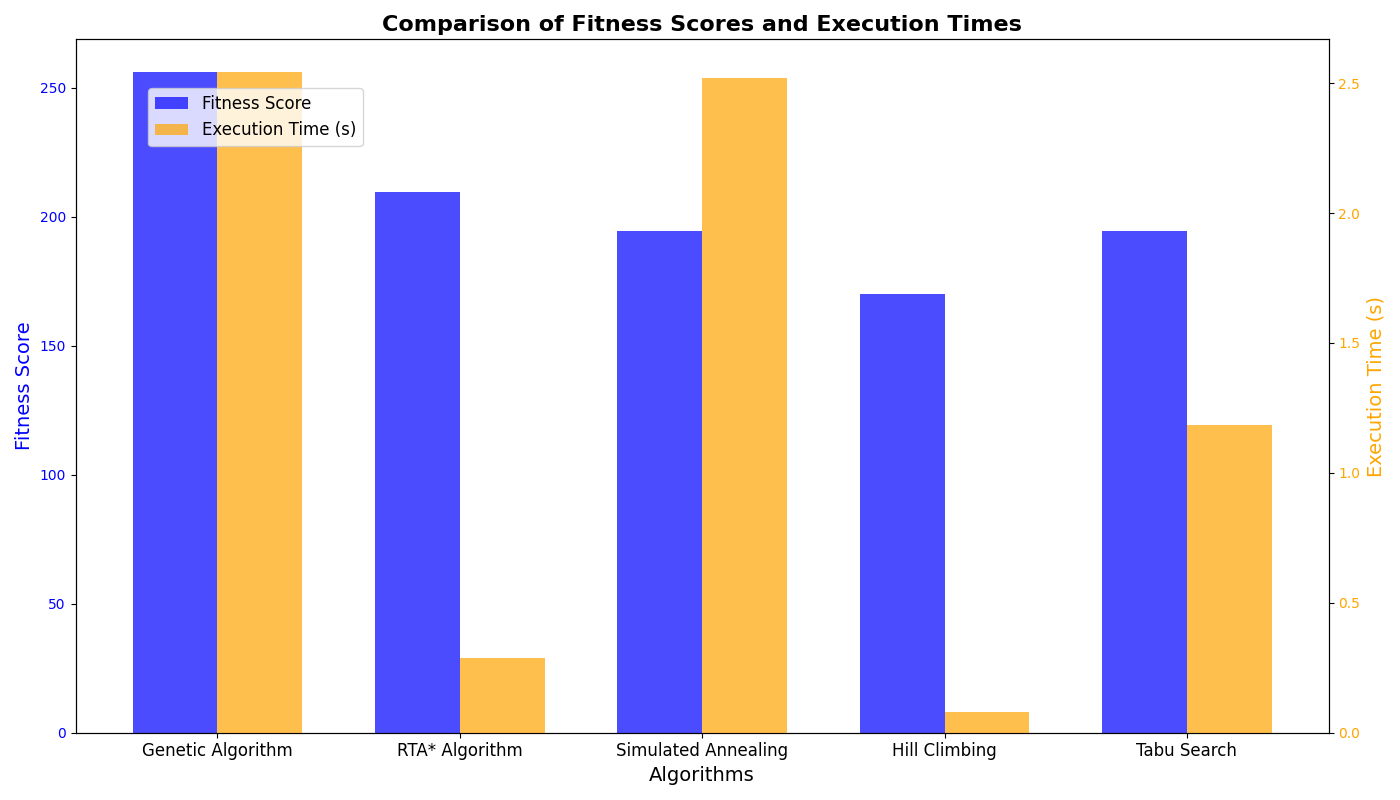 Comparison of Fitness Scores and Execution Times
Fitness Score
Execution Time (s)
250
200
150
100
50
0
Fitness Score
2.5
2.0
1.5
1.0
0.5
0.0
Execution Time (s)
Genetic Algorithm
RTA* Algorithm
Simulated Annealing
Hill Climbing
Tabu Search
Algorithms